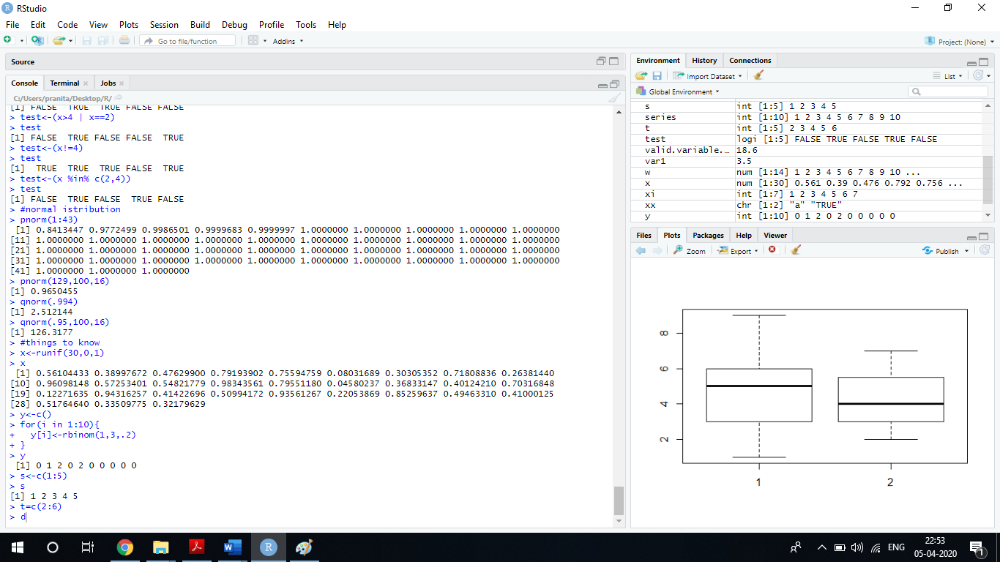 RStudio
File Edit Code View Plots Session Build Debug Profile Tools Help
Go to file/function Addins Project: (None)
Source
Console Terminal Jobs
C:/Users/pranita/Desktop/R/
[1] FALSE TRUE TRUE FALSE FALSE
> test<-(x>4 | x==2)
> test
[1] FALSE TRUE FALSE FALSE TRUE
> test<-(x!=4)
> test
[1] TRUE TRUE TRUE FALSE TRUE
> test<-(x %in% c(2,4))
> test
[1] FALSE TRUE FALSE TRUE FALSE
> #normal istribution
> pnorm(1:43)
[1] 0.8413447 0.9772499 0.9986501 0.9999683 0.9999997 1.0000000 1.0000000 1.0000000 1.0000000 1.0000000
[11] 1.0000000 1.0000000 1.0000000 1.0000000 1.0000000 1.0000000 1.0000000 1.0000000 1.0000000 1.0000000
[21] 1.0000000 1.0000000 1.0000000 1.0000000 1.0000000 1.0000000 1.0000000 1.0000000 1.0000000 1.0000000
[31] 1.0000000 1.0000000 1.0000000 1.0000000 1.0000000 1.0000000 1.0000000 1.0000000 1.0000000 1.0000000
[41] 1.0000000 1.0000000 1.0000000
> pnorm(129,100,16)
[1] 0.9650455
> qnorm(.994)
[1] 2.512144
> qnorm(.95,100,16)
[1] 126.3177
> #things to know
> x<-runif(30,0,1)
> x
[1] 0.56104433 0.38997672 0.47629900 0.79193902 0.75594759 0.08031689 0.30305352 0.71808836 0.26381440
[10] 0.96098148 0.57253401 0.54821779 0.98343561 0.79551180 0.04580237 0.36833147 0.40124210 0.70316848
[19] 0.12271635 0.94316257 0.41422696 0.50994172 0.93561267 0.22053869 0.85259637 0.49463310 0.41000125
[28] 0.51764640 0.33509775 0.32179629
> y<-c()
> for(i in 1:10){
+ y[i]<-rbinom(1,3,.2)
+ }
> y
[1] 0 1 2 0 2 0 0 0 0 0
> s<-c(1:5)
> s
[1] 1 2 3 4 5
> t=c(2:6)
> d
Environment History Connections
Import Dataset List
Global Environment
s int [1:5] 1 2 3 4 5
series int [1:10] 1 2 3 4 5 6 7 8 9 10
t int [1:5] 2 3 4 5 6
test logi [1:5] FALSE TRUE FALSE TRUE FALSE
valid.variable.… 18.6
var1 3.5
w num [1:14] 1 2 3 4 5 6 7 8 9 10 ...
x num [1:30] 0.561 0.39 0.476 0.792 0.756 ...
xi int [1:7] 1 2 3 4 5 6 7
xx chr [1:2] "a" "TRUE"
y int [1:10] 0 1 2 0 2 0 0 0 0 0
Files Plots Packages Help Viewer
Zoom Export Publish
8
6
4
2
1 2
ENG 22:53
05-04-2020
1